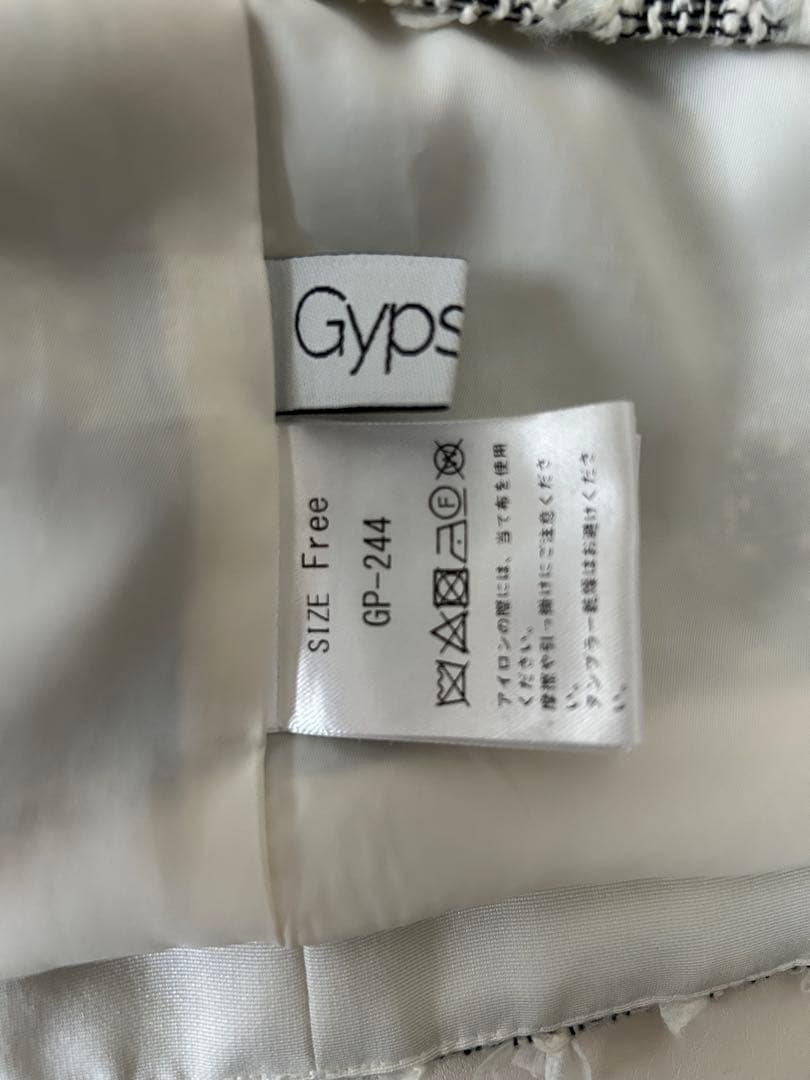 Gyps
SIZE Free
GP-244
F
アイロンの際には、当て布を使用
ください。
摩擦や引っ掛けにご注意くださ
い。
タンブラー乾燥はお避けくださ
い。